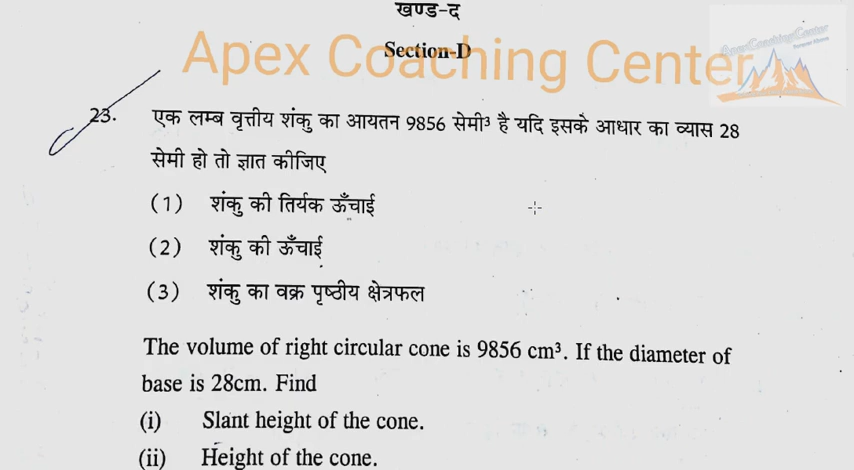 खण्ड-द
Section-D
Apex Coaching Center
ApexCoachingCenter
23. एक लम्ब वृत्तीय शंकु का आयतन 9856 सेमी³ है यदि इसके आधार का व्यास 28
सेमी हो तो ज्ञात कीजिए
(1) शंकु की तिर्यक ऊँचाई
(2) शंकु की ऊँचाई
(3) शंकु का वक्र पृष्ठीय क्षेत्रफल
The volume of right circular cone is 9856 cm³. If the diameter of
base is 28cm. Find
(i) Slant height of the cone.
(ii) Height of the cone.